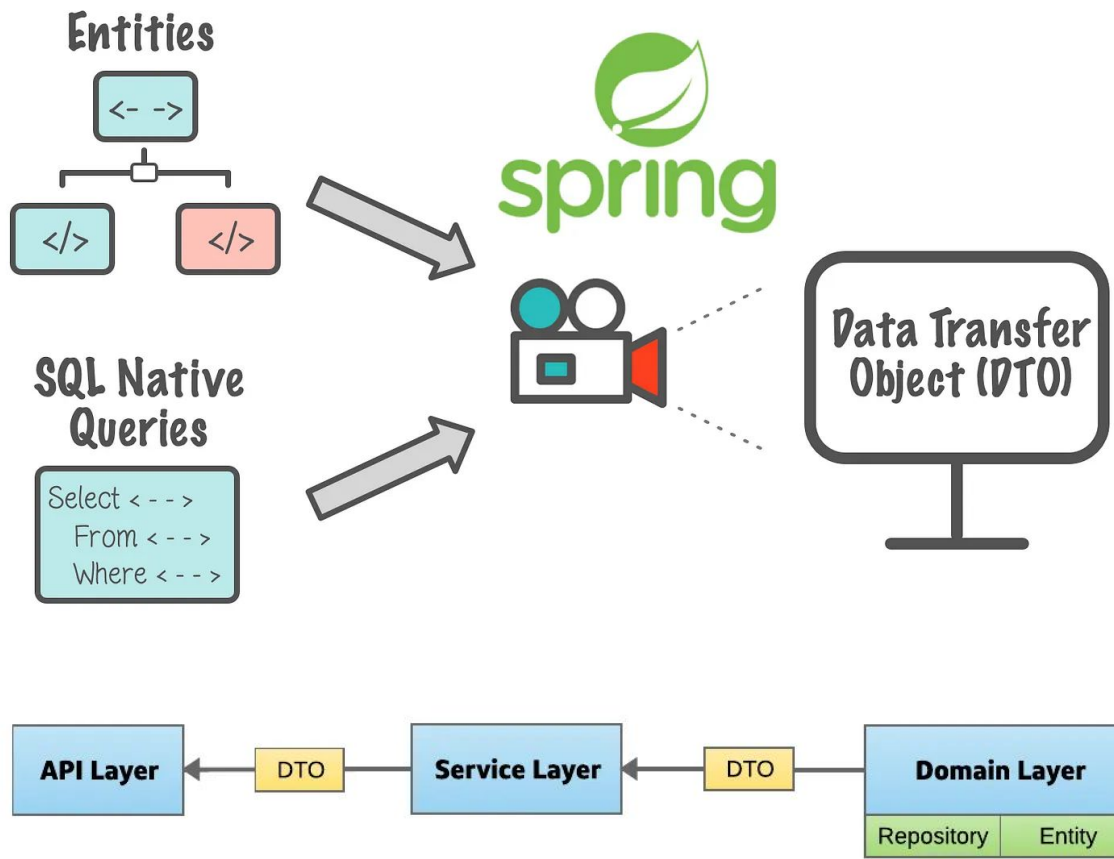 Entities
<- ->
</>
</>
spring
SQL Native
Queries
Select < - - >
From < - - >
Where < - - >
Data Transfer
Object (DTO)
API Layer
DTO
Service Layer
DTO
Domain Layer
Repository
Entity